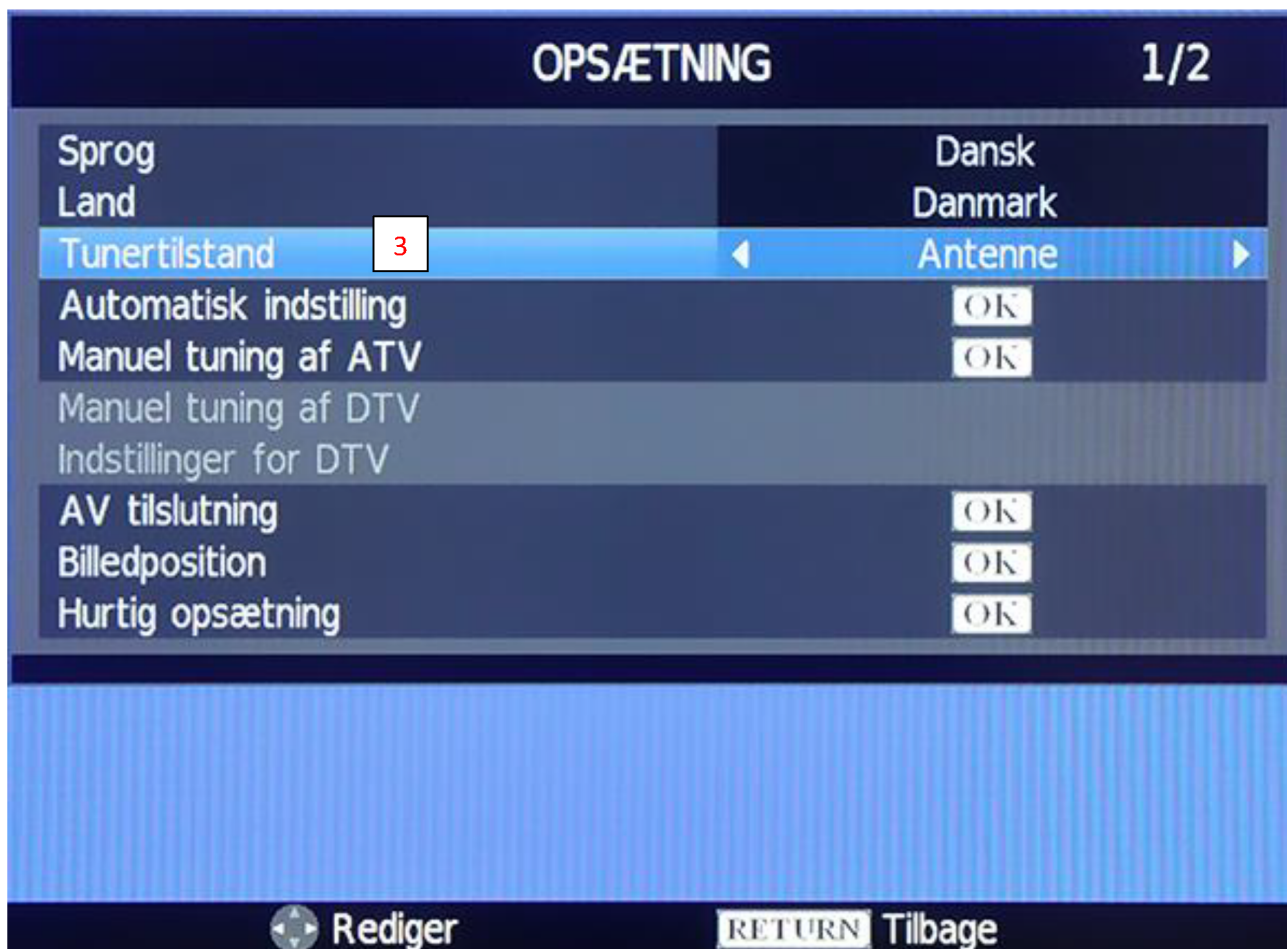 OPSÆTNING 1/2
Sprog Dansk
Land Danmark
Tunertilstand 3 Antenne
Automatisk indstilling OK
Manuel tuning af ATV OK
Manuel tuning af DTV
Indstillinger for DTV
AV tilslutning OK
Billedposition OK
Hurtig opsætning OK
Rediger RETURN Tilbage